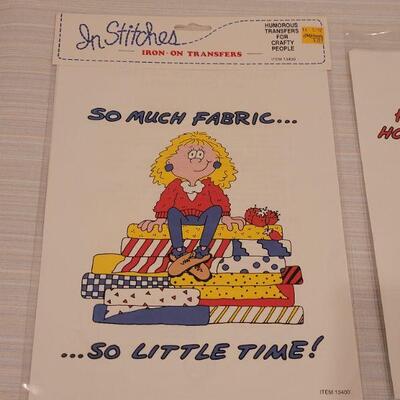 In Stitches
IRON-ON TRANSFERS
HUMOROUS
TRANSFERS
FOR
CRAFTY
PEOPLE
ITEM 13400
SO MUCH FABRIC...
...SO LITTLE TIME!
ITEM 13400